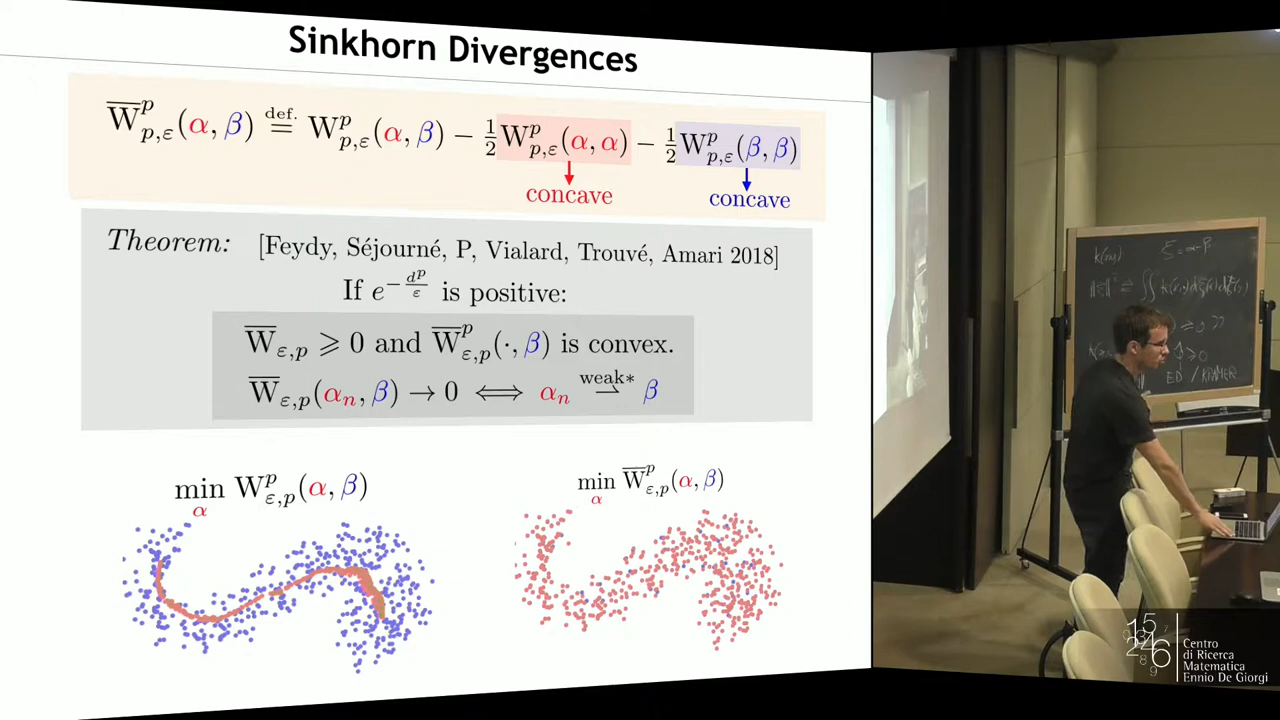 Sinkhorn Divergences
W̅^p_{p,ε}(α, β) =^{def.} W^p_{p,ε}(α, β) − ½W^p_{p,ε}(α, α) − ½W^p_{p,ε}(β, β)
concave
concave
Theorem: [Feydy, Séjourné, P, Vialard, Trouvé, Amari 2018]
If e^{−d^p/ε} is positive:
W̅_{ε,p} ⩾ 0 and W̅^p_{ε,p}(·, β) is convex.
W̅_{ε,p}(α_n, β) → 0 ⟺ α_n ⇀^{weak*} β
min_α W^p_{ε,p}(α, β)
min_α W̅^p_{ε,p}(α, β)
ξ = α - β
ED / KRAMER
Centro
di Ricerca
Matematica
Ennio De Giorgi